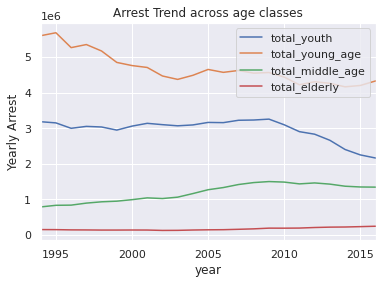 Arrest Trend across age classes
1e6
total_youth
total_young_age
total_middle_age
total_elderly
Yearly Arrest
5
4
3
2
1
0
1995 2000 2005 2010 2015
year